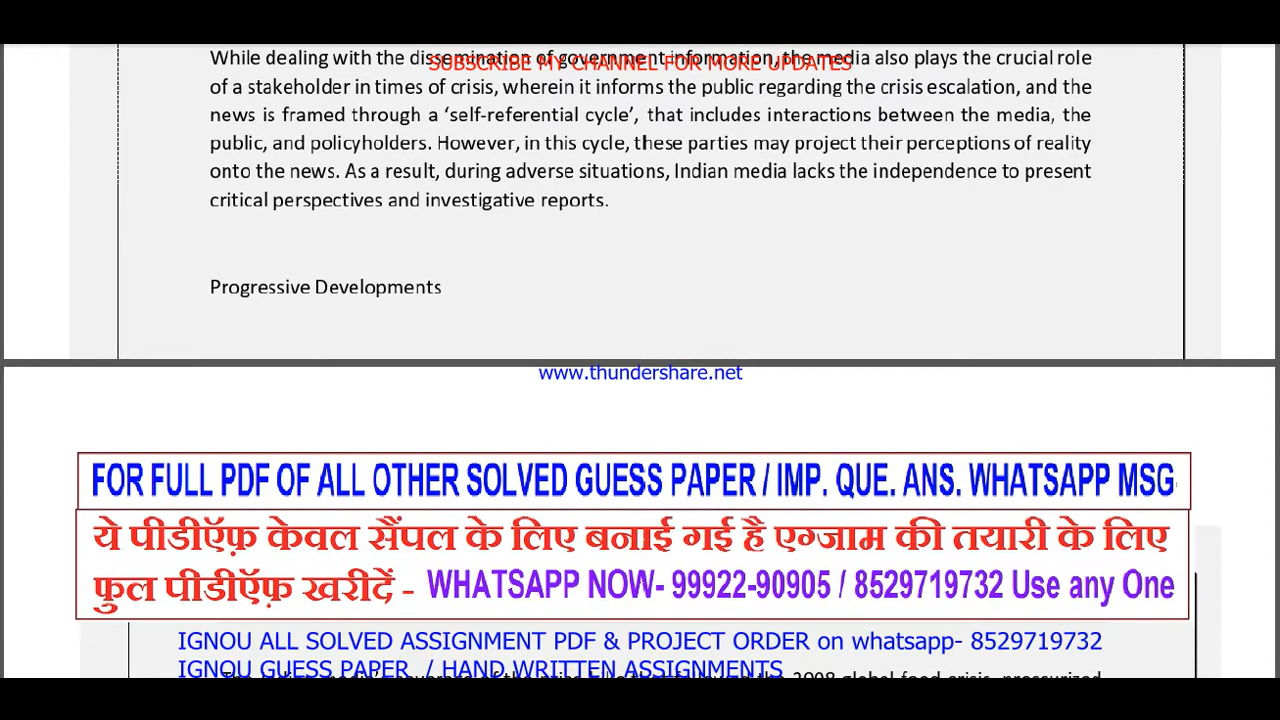 While dealing with the dissemination of government information, the media also plays the crucial role
SUBSCRIBE MY CHANNEL FOR MORE UPDATES
of a stakeholder in times of crisis, wherein it informs the public regarding the crisis escalation, and the
news is framed through a ‘self-referential cycle’, that includes interactions between the media, the
public, and policyholders. However, in this cycle, these parties may project their perceptions of reality
onto the news. As a result, during adverse situations, Indian media lacks the independence to present
critical perspectives and investigative reports.
Progressive Developments
www.thundershare.net
FOR FULL PDF OF ALL OTHER SOLVED GUESS PAPER / IMP. QUE. ANS. WHATSAPP MSG
ये पीडीऍफ़ केवल सैंपल के लिए बनाई गई है एग्जाम की तयारी के लिए
फुल पीडीऍफ़ खरीदें - WHATSAPP NOW- 99922-90905 / 8529719732 Use any One
IGNOU ALL SOLVED ASSIGNMENT PDF & PROJECT ORDER on whatsapp- 8529719732
IGNOU GUESS PAPER / HAND WRITTEN ASSIGNMENTS
2008 global food crisis, pressurized